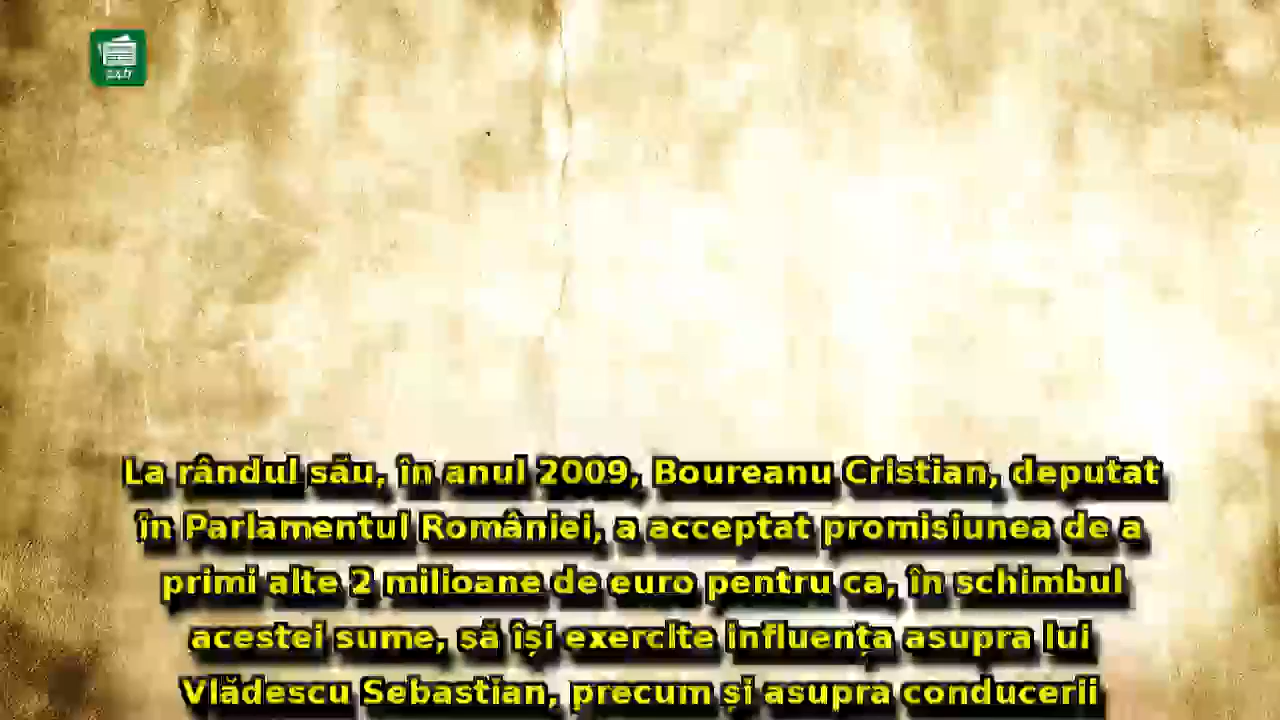 24h
La rândul său, în anul 2009, Boureanu Cristian, deputat
în Parlamentul României, a acceptat promisiunea de a
primi alte 2 milioane de euro pentru ca, în schimbul
acestei sume, să își exercite influența asupra lui
Vlădescu Sebastian, precum și asupra conducerii